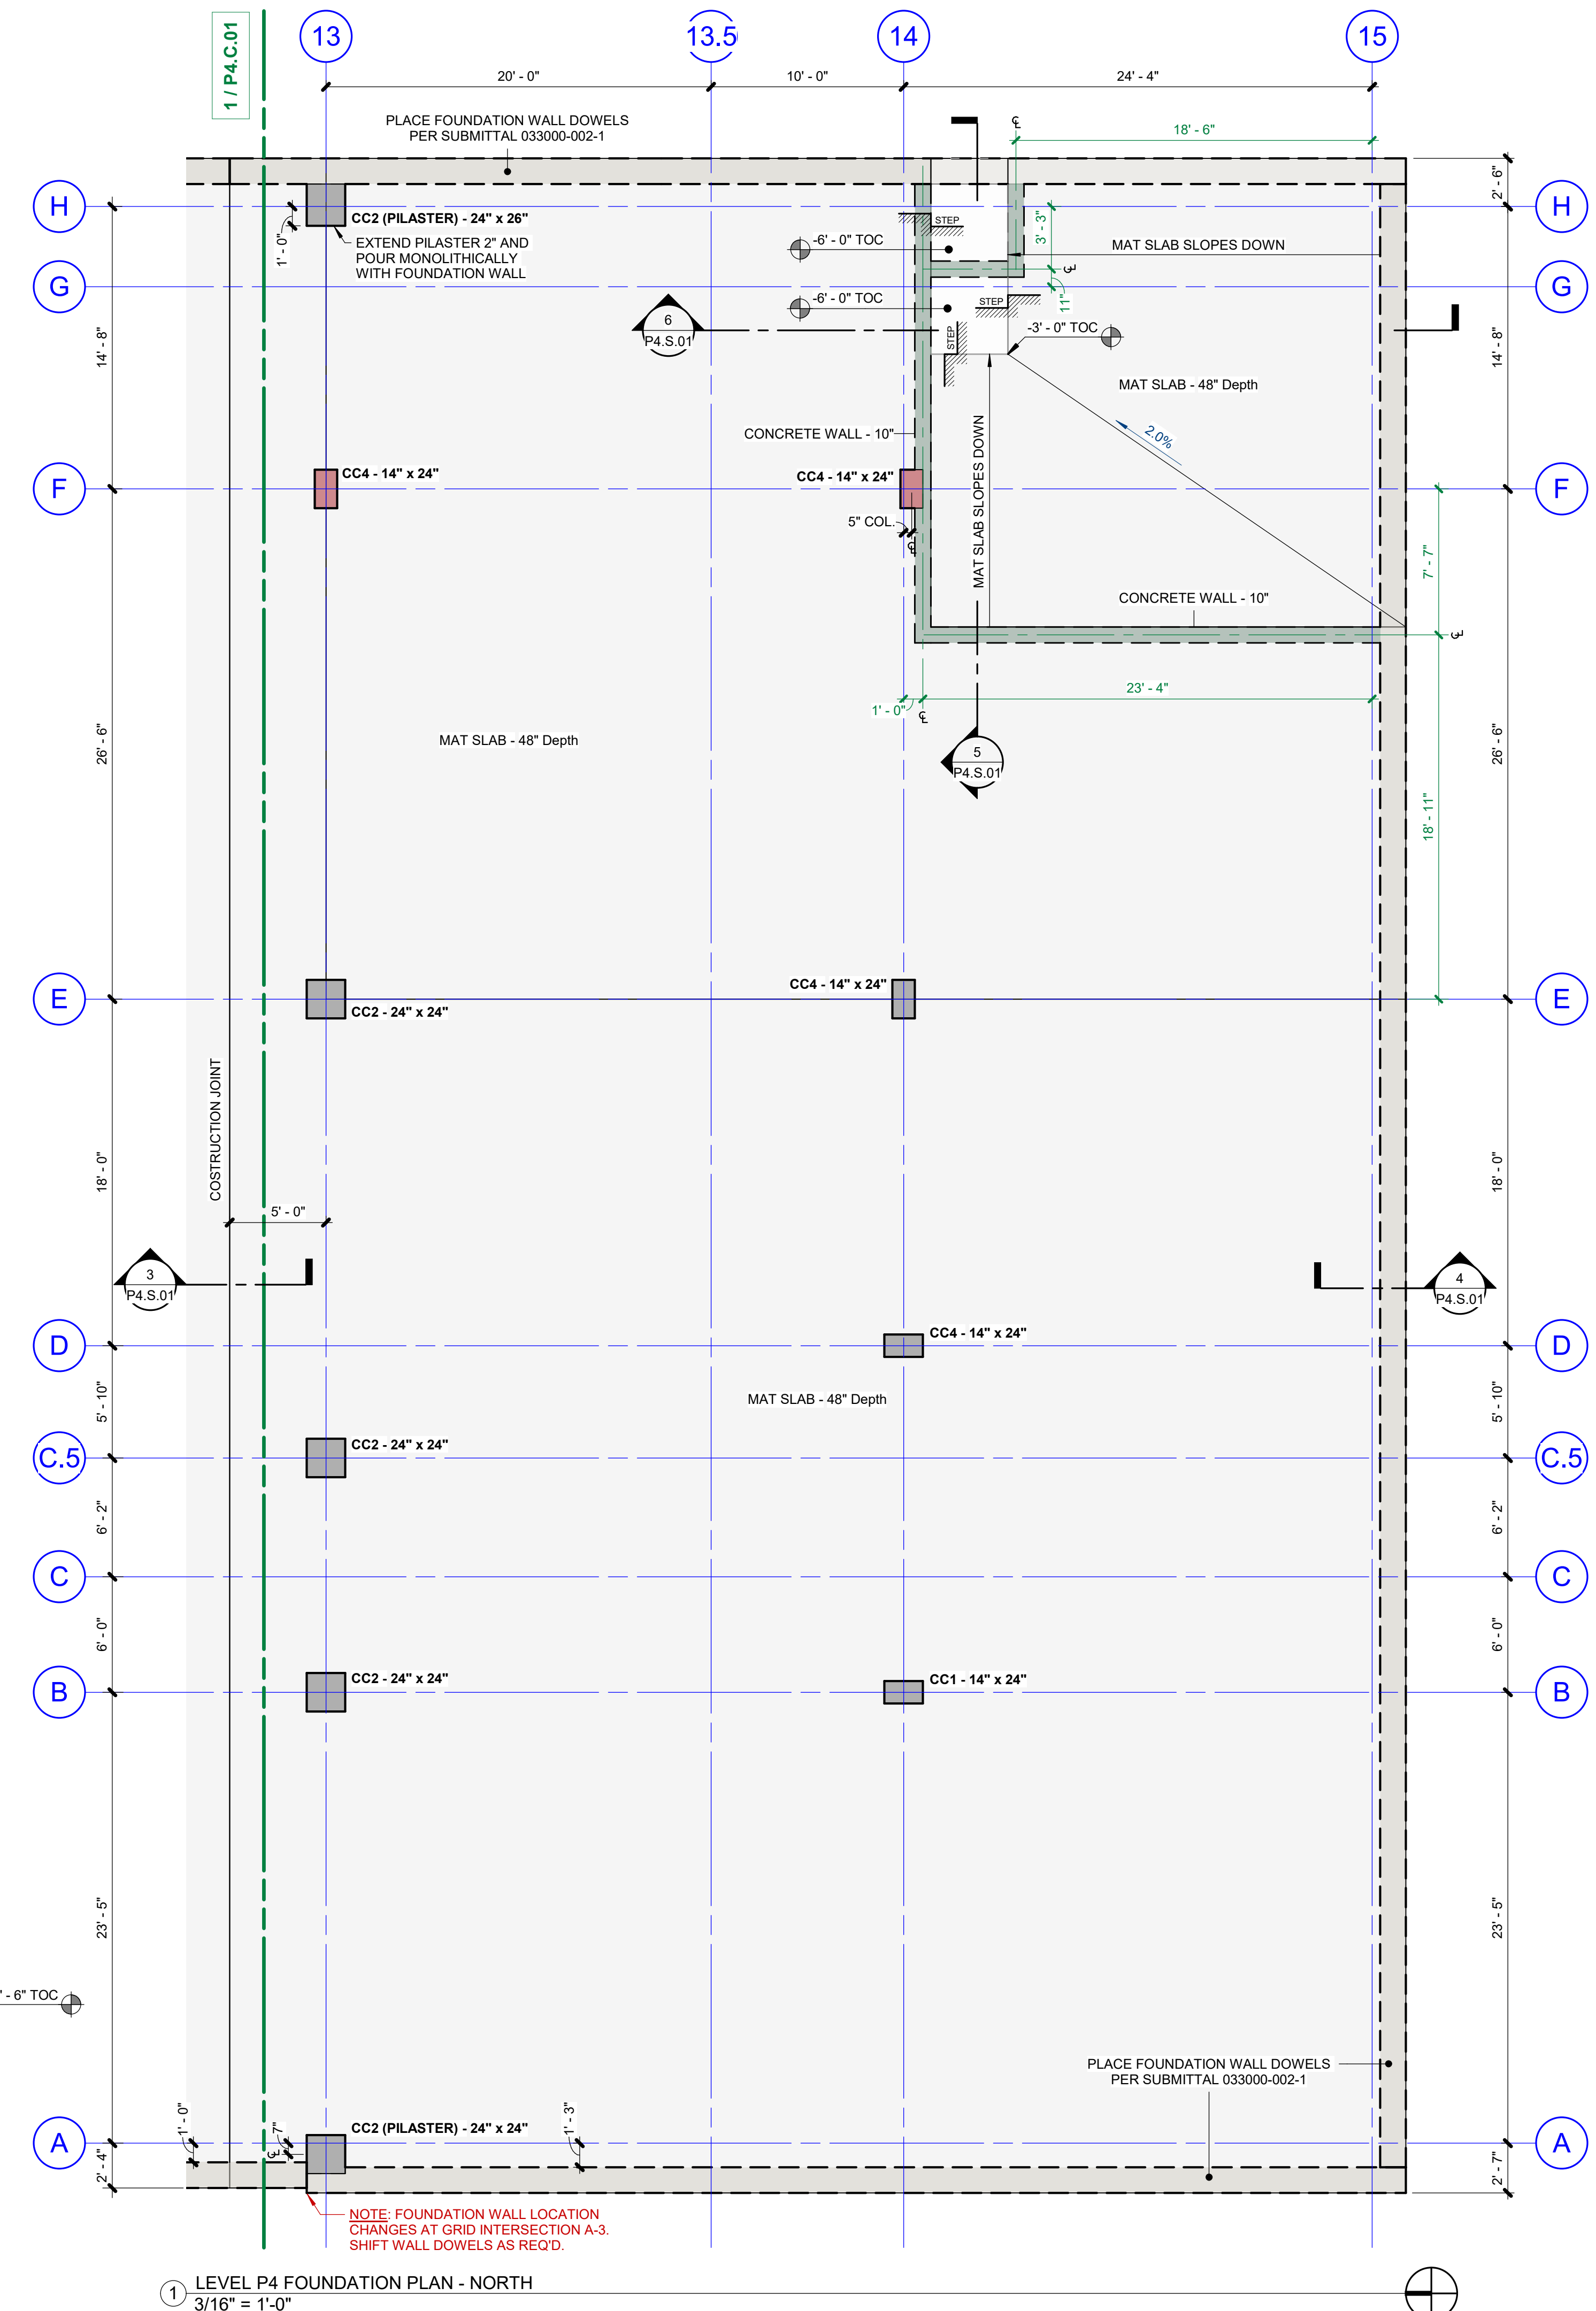 1 / P4.C.01
13
13.5
14
15
20' - 0"
10' - 0"
24' - 4"
PLACE FOUNDATION WALL DOWELS
PER SUBMITTAL 033000-002-1
℄
18' - 6"
2' - 6"
H
H
CC2 (PILASTER) - 24" x 26"
1' - 0"
EXTEND PILASTER 2" AND
POUR MONOLITHICALLY
WITH FOUNDATION WALL
STEP
-6' - 0" TOC
3' - 3"
MAT SLAB SLOPES DOWN
℄
G
G
-6' - 0" TOC
STEP
11"
6
P4.S.01
STEP
-3' - 0" TOC
14' - 8"
14' - 8"
MAT SLAB - 48" Depth
CONCRETE WALL - 10"
2.0%
MAT SLAB SLOPES DOWN
F
F
CC4 - 14" x 24"
CC4 - 14" x 24"
5" COL.
℄
7' - 7"
CONCRETE WALL - 10"
℄
23' - 4"
1' - 0"
℄
26' - 6"
26' - 6"
MAT SLAB - 48" Depth
5
P4.S.01
18' - 11"
E
E
CC4 - 14" x 24"
CC2 - 24" x 24"
COSTRUCTION JOINT
18' - 0"
18' - 0"
5' - 0"
3
P4.S.01
4
P4.S.01
D
D
CC4 - 14" x 24"
5' - 10"
5' - 10"
MAT SLAB - 48" Depth
C.5
C.5
CC2 - 24" x 24"
6' - 2"
6' - 2"
C
C
6' - 0"
6' - 0"
B
B
CC2 - 24" x 24"
CC1 - 14" x 24"
23' - 5"
23' - 5"
' - 6" TOC
PLACE FOUNDATION WALL DOWELS
PER SUBMITTAL 033000-002-1
A
A
1' - 0"
7"
℄
CC2 (PILASTER) - 24" x 24"
1' - 3"
2' - 4"
2' - 7"
NOTE: FOUNDATION WALL LOCATION
CHANGES AT GRID INTERSECTION A-3.
SHIFT WALL DOWELS AS REQ'D.
1
LEVEL P4 FOUNDATION PLAN - NORTH
3/16" = 1'-0"